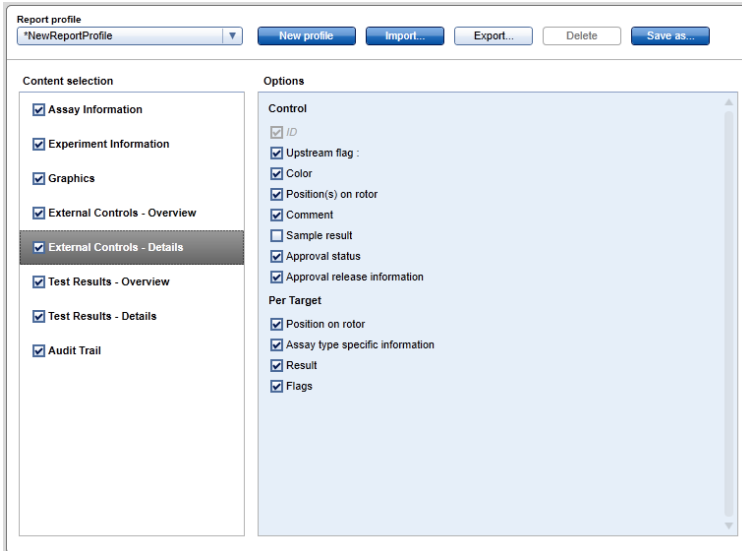 Report profile
*NewReportProfile
New profile
Import...
Export...
Delete
Save as...
Content selection
Options
Assay Information
Experiment Information
Graphics
External Controls - Overview
External Controls - Details
Test Results - Overview
Test Results - Details
Audit Trail
Control
ID
Upstream flag :
Color
Position(s) on rotor
Comment
Sample result
Approval status
Approval release information
Per Target
Position on rotor
Assay type specific information
Result
Flags